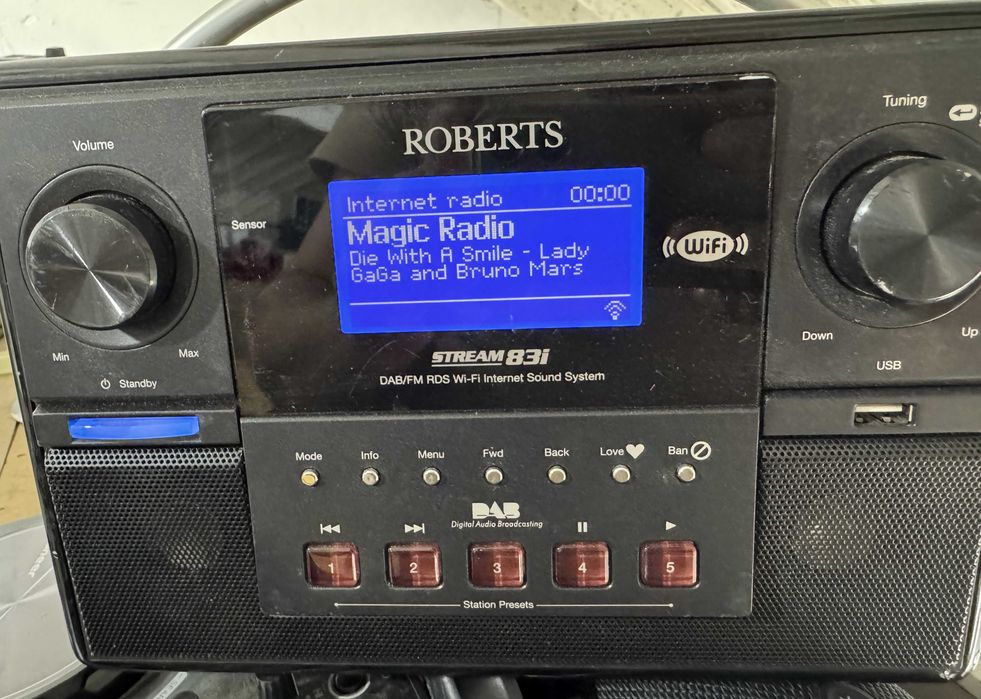 Volume
Tuning
ROBERTS
Sensor
Internet radio 00:00
Magic Radio
Die With A Smile - Lady
GaGa and Bruno Mars
WiFi
Min
Max
Standby
STREAM 83i
DAB/FM RDS Wi-Fi Internet Sound System
Down
Up
USB
Mode Info Menu Fwd Back Love Ban
DAB
Digital Audio Broadcasting
1 2 3 4 5
Station Presets